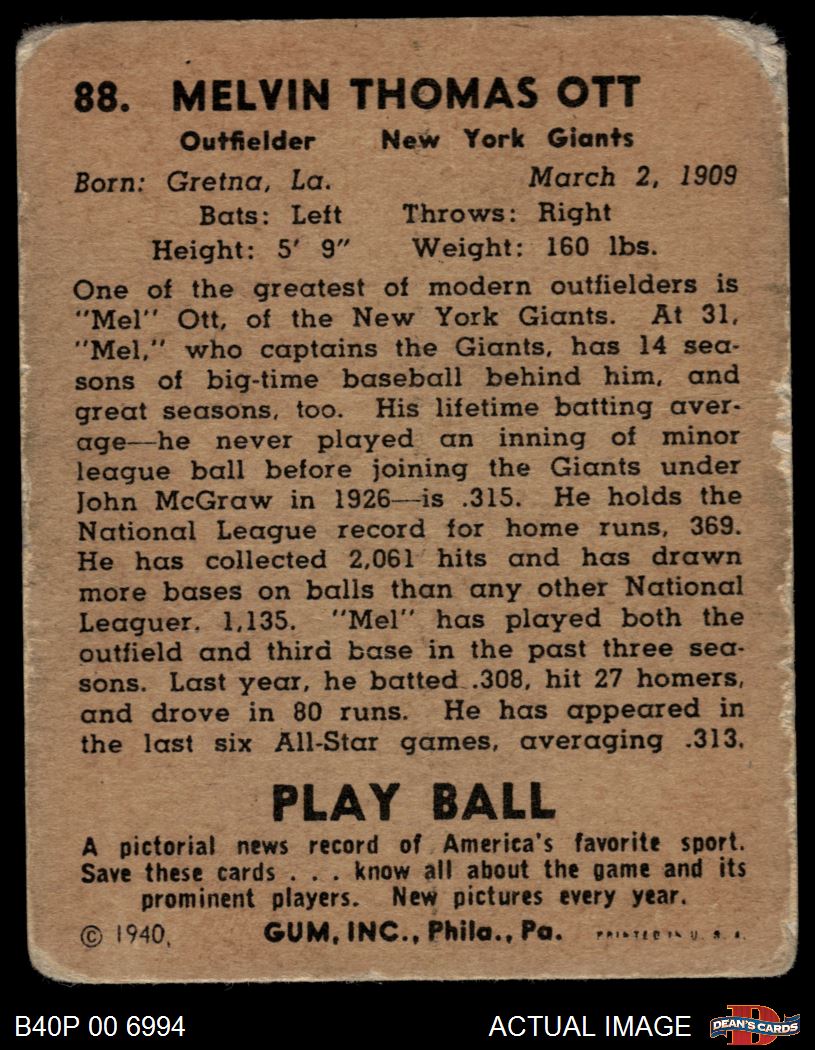 88. MELVIN THOMAS OTT
Outfielder New York Giants
Born: Gretna, La. March 2, 1909
Bats: Left Throws: Right
Height: 5' 9" Weight: 160 lbs.
One of the greatest of modern outfielders is
"Mel" Ott, of the New York Giants. At 31,
"Mel," who captains the Giants, has 14 sea-
sons of big-time baseball behind him, and
great seasons, too. His lifetime batting aver-
age—he never played an inning of minor
league ball before joining the Giants under
John McGraw in 1926—is .315. He holds the
National League record for home runs, 369.
He has collected 2,061 hits and has drawn
more bases on balls than any other National
Leaguer, 1,135. "Mel" has played both the
outfield and third base in the past three sea-
sons. Last year, he batted .308, hit 27 homers,
and drove in 80 runs. He has appeared in
the last six All-Star games, averaging .313.
PLAY BALL
A pictorial news record of America's favorite sport.
Save these cards . . . know all about the game and its
prominent players. New pictures every year.
© 1940, GUM, INC., Phila., Pa. PRINTED IN U. S. A.
B40P 00 6994 ACTUAL IMAGE DEAN'S CARDS